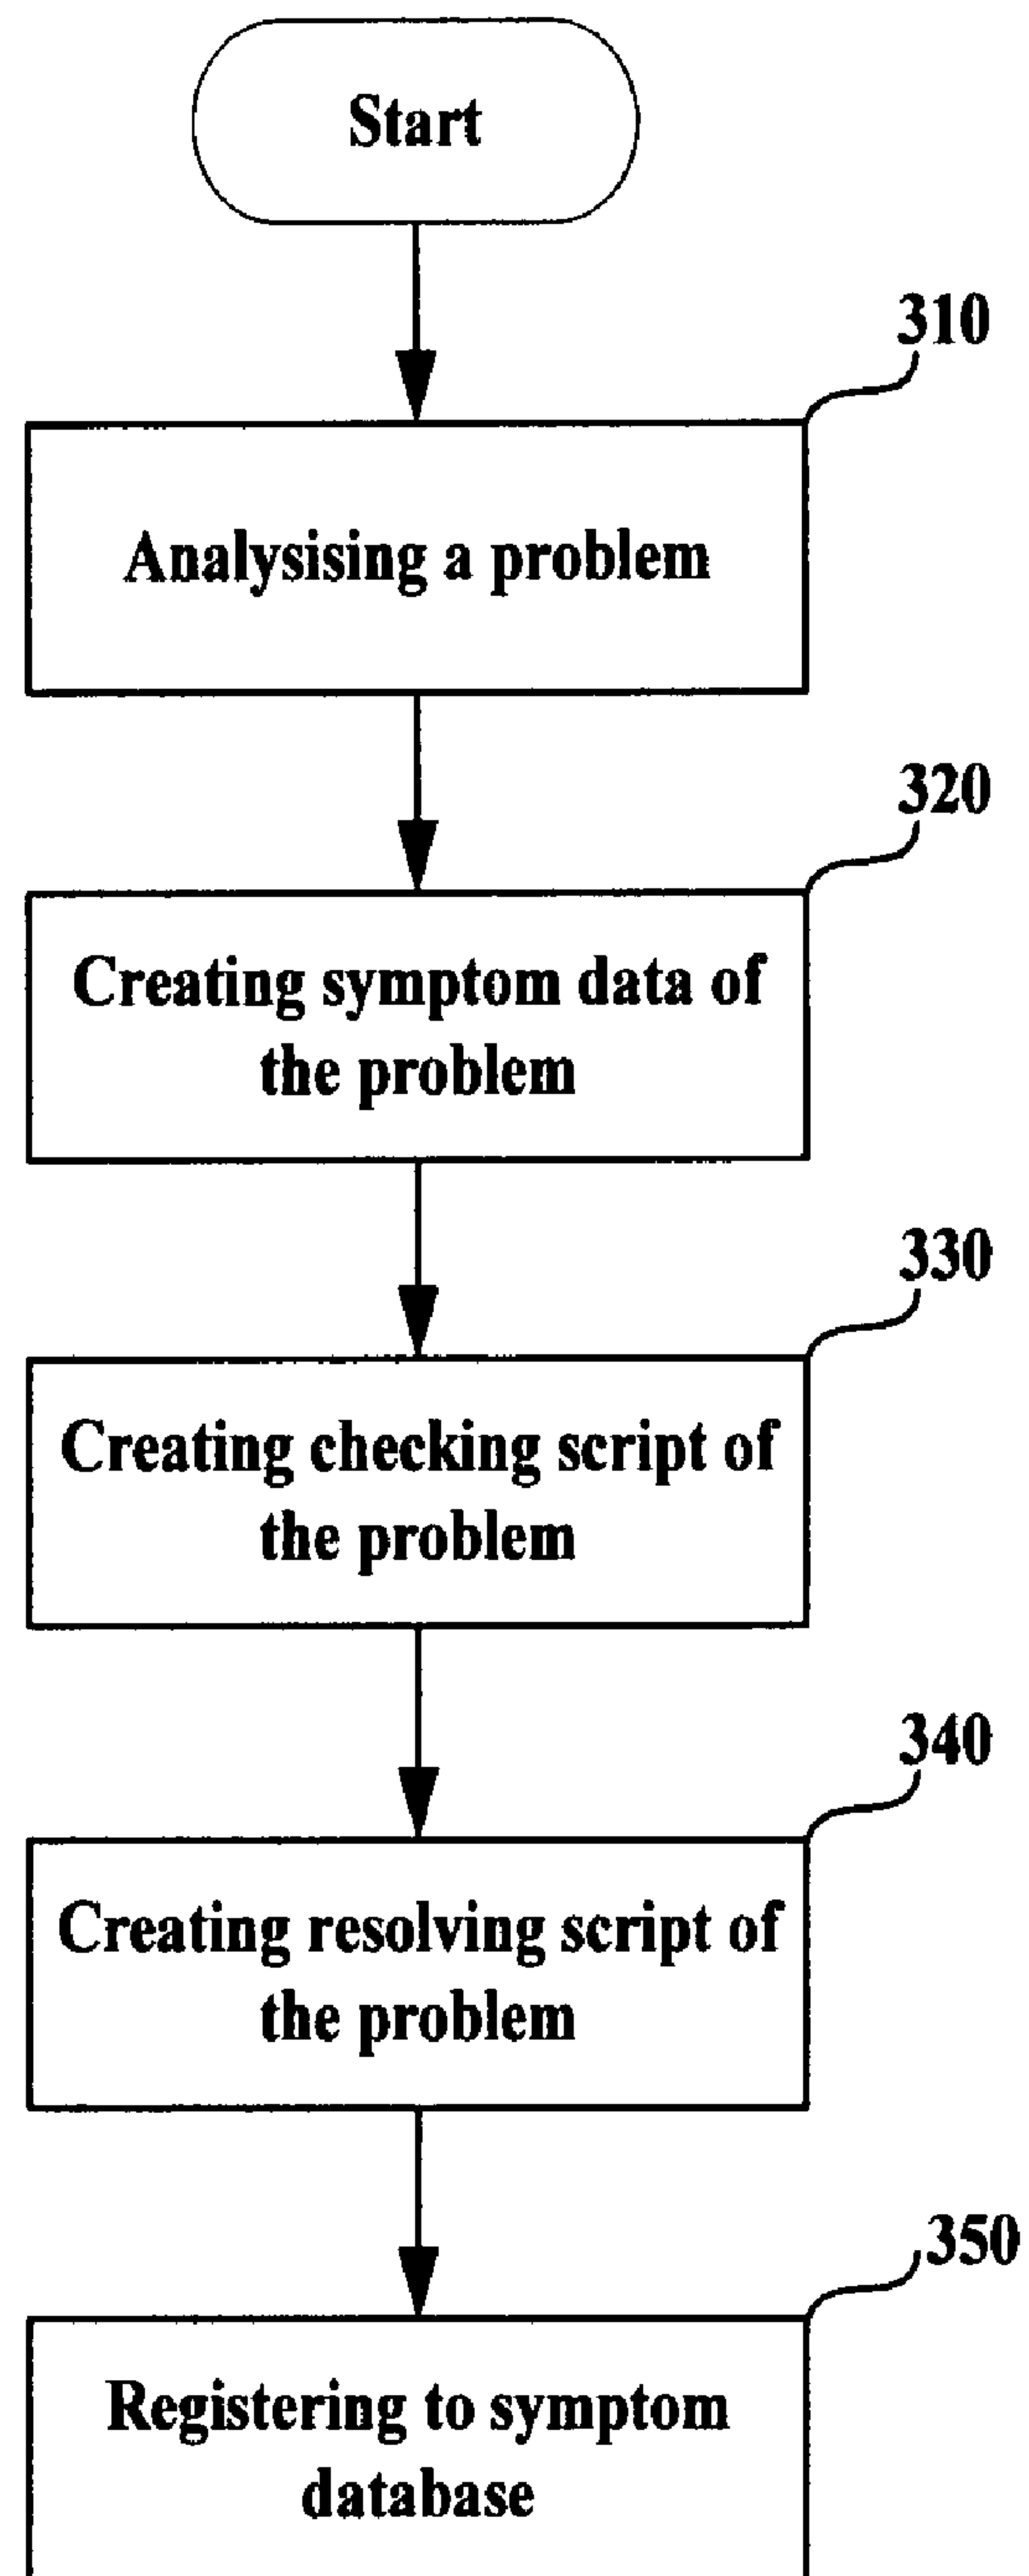 Start
310
Analysising a problem
320
Creating symptom data of
the problem
330
Creating checking script of
the problem
340
Creating resolving script of
the problem
350
Registering to symptom
database